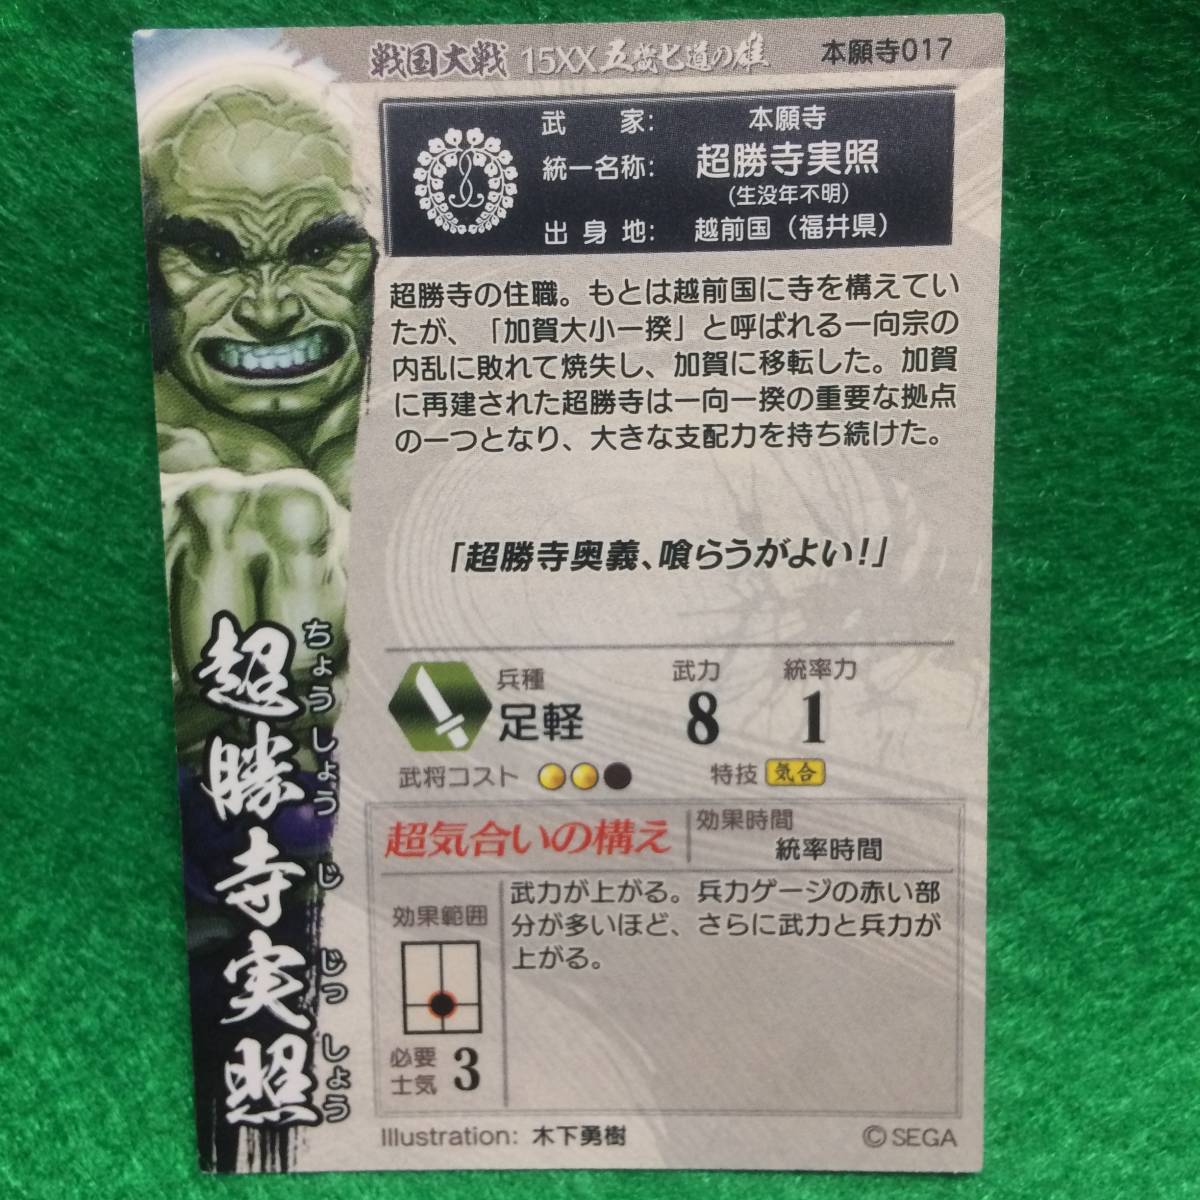 戦国大戦 15XX 五畿七道の雄 本願寺017
武家: 本願寺
統一名称: 超勝寺実照
(生没年不明)
出身地: 越前国(福井県)
超勝寺の住職。もとは越前国に寺を構えてい
たが、「加賀大小一揆」と呼ばれる一向宗の
内乱に敗れて焼失し、加賀に移転した。加賀
に再建された超勝寺は一向一揆の重要な拠点
の一つとなり、大きな支配力を持ち続けた。
「超勝寺奥義、喰らうがよい!」
兵種 足軽
武力 8
統率力 1
武将コスト
特技 気合
超気合いの構え
効果時間
統率時間
効果範囲
武力が上がる。兵力ゲージの赤い部
分が多いほど、さらに武力と兵力が
上がる。
必要士気 3
超勝寺実照
ちょうしょうじじつしょう
Illustration: 木下勇樹
©SEGA